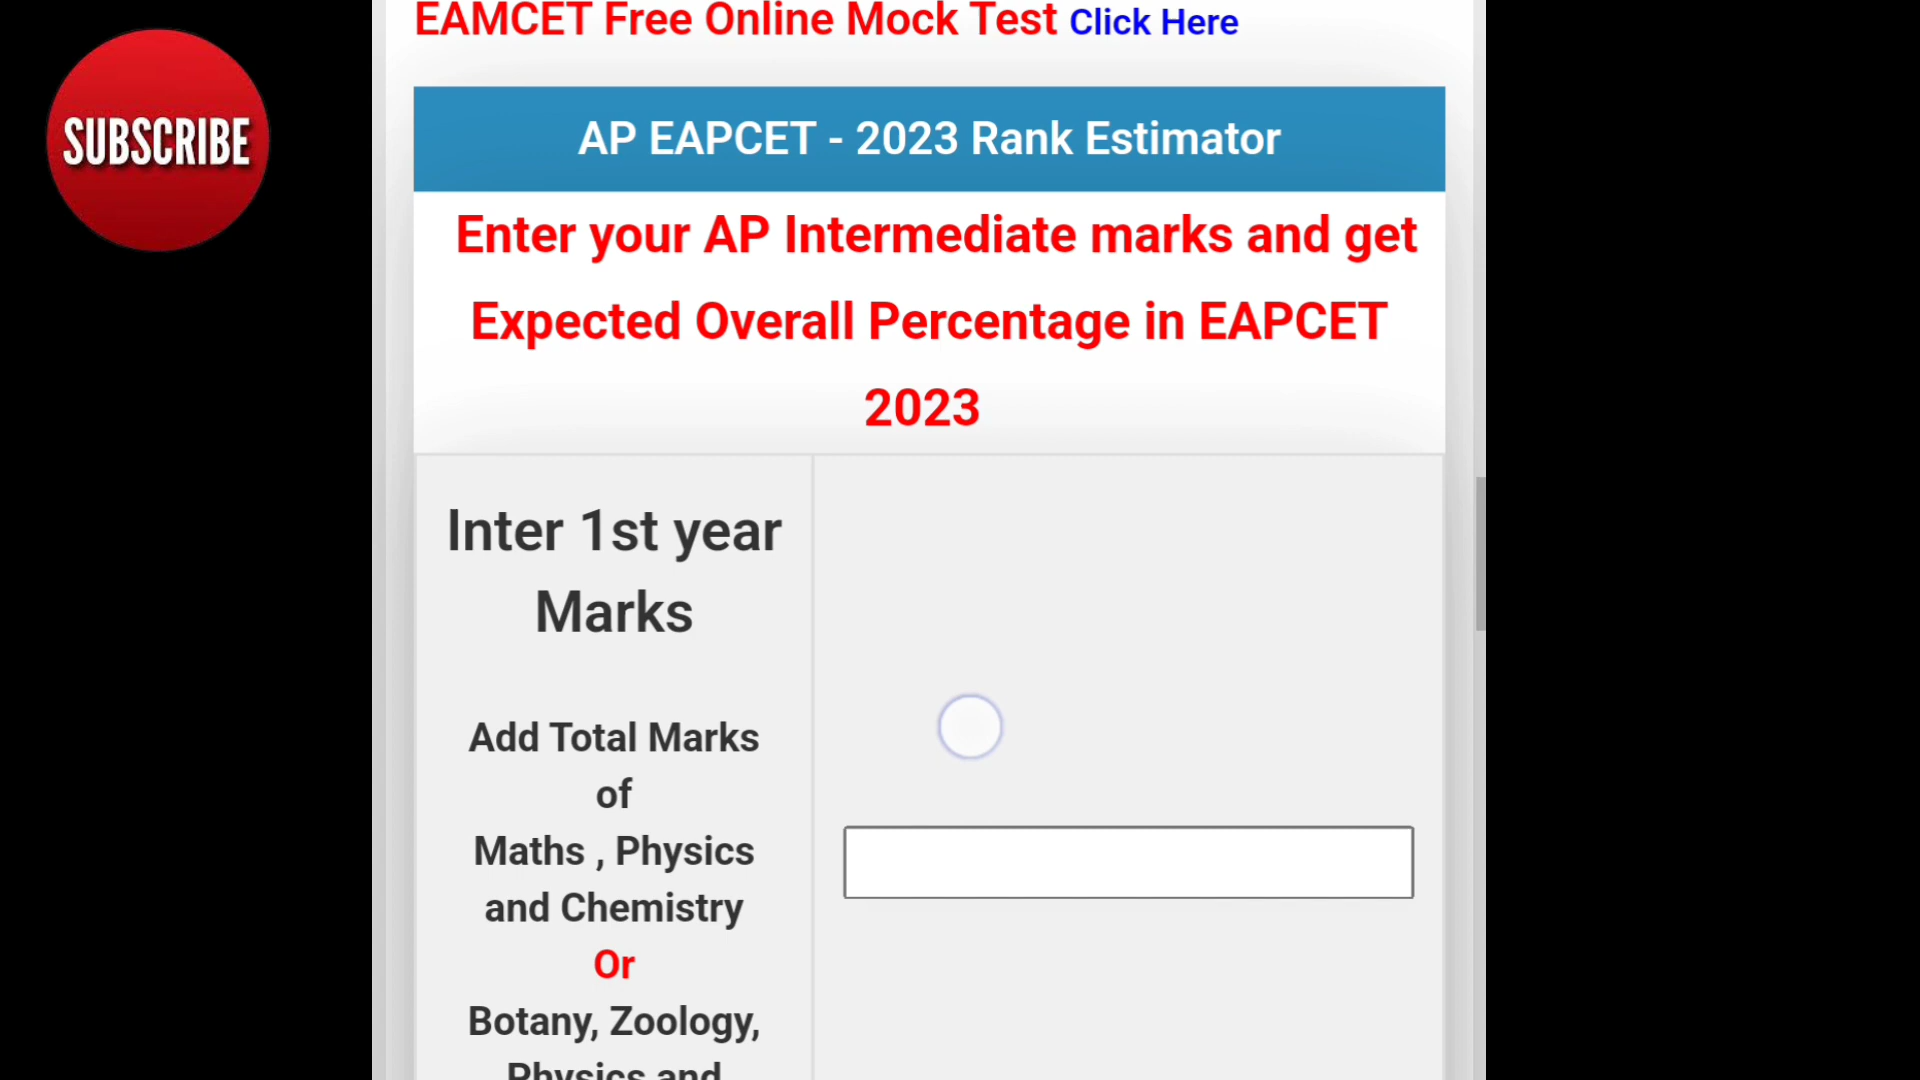 SUBSCRIBE
EAMCET Free Online Mock Test Click Here
AP EAPCET - 2023 Rank Estimator
Enter your AP Intermediate marks and get
Expected Overall Percentage in EAPCET
2023
Inter 1st year
Marks
Add Total Marks
of
Maths , Physics
and Chemistry
Or
Botany, Zoology,
Physics and